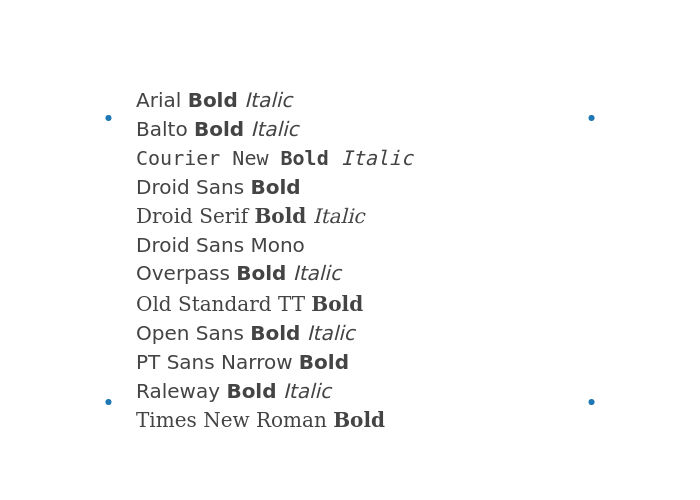 Arial Bold Italic
Balto Bold Italic
Courier New Bold Italic
Droid Sans Bold
Droid Serif Bold Italic
Droid Sans Mono
Overpass Bold Italic
Old Standard TT Bold
Open Sans Bold Italic
PT Sans Narrow Bold
Raleway Bold Italic
Times New Roman Bold